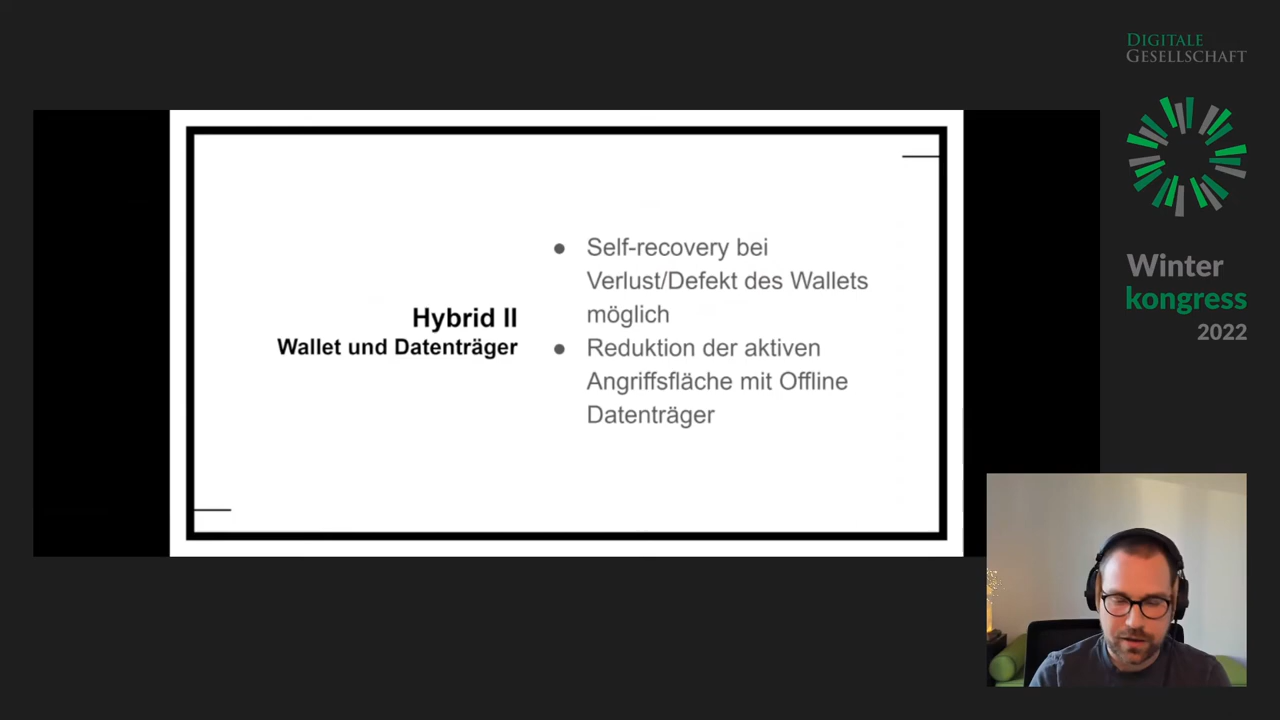 DIGITALE
GESELLSCHAFT
Winter
kongress
2022
Hybrid II
Wallet und Datenträger
● Self-recovery bei
Verlust/Defekt des Wallets
möglich
● Reduktion der aktiven
Angriffsfläche mit Offline
Datenträger